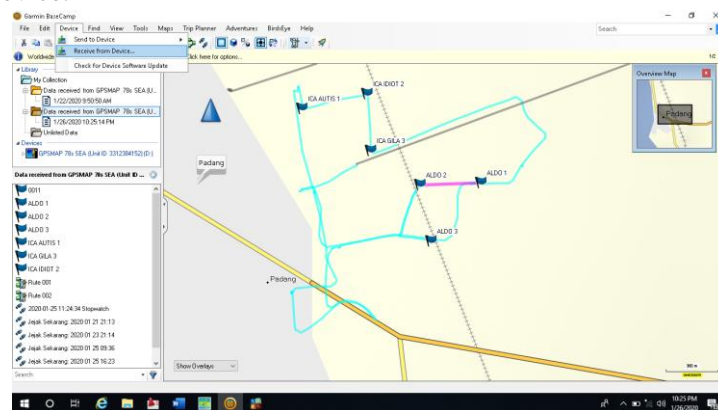 Garmin BaseCamp
File Edit Device Find View Tools Maps Trip Planner Adventures BirdsEye Help
Search
Send to Device
Receive from Device...
Check for Device Software Update
Click here for options...
Library
My Collection
Data received from GPSMAP 78s SEA (U...
1/22/2020 9:50:50 AM
Data received from GPSMAP 78s SEA (U...
1/26/2020 10:25:14 PM
Unlisted Data
Devices
GPSMAP 78s SEA (Unit ID: 3312384152) (D:)
Data received from GPSMAP 78s SEA (Unit ID ...
0011
ALDO 1
ALDO 2
ALDO 3
ICA AUTIS 1
ICA GILA 3
ICA IDIOT 2
Rute 001
Rute 002
2020-01-25 11:24:34 Stopwatch
Jejak Sekarang: 2020 01 21 21:13
Jejak Sekarang: 2020 01 23 21:14
Jejak Sekarang: 2020 01 25 09:36
Jejak Sekarang: 2020 01 25 16:23
Search
Overview Map
Padang
ICA IDIOT 2
ICA AUTIS 1
ICA GILA 3
Padang
ALDO 2
ALDO 1
ALDO 3
Padang
Show Overlays
10:25 PM
1/26/2020